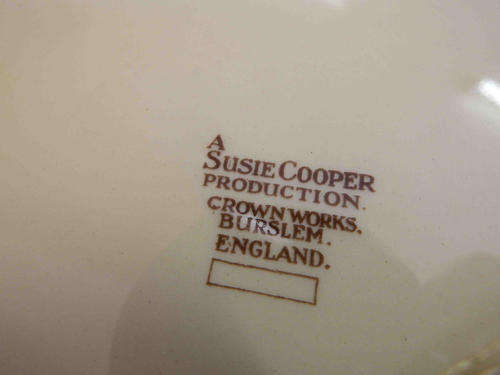 A
SUSIE COOPER
PRODUCTION.
CROWN WORKS.
BURSLEM.
ENGLAND.